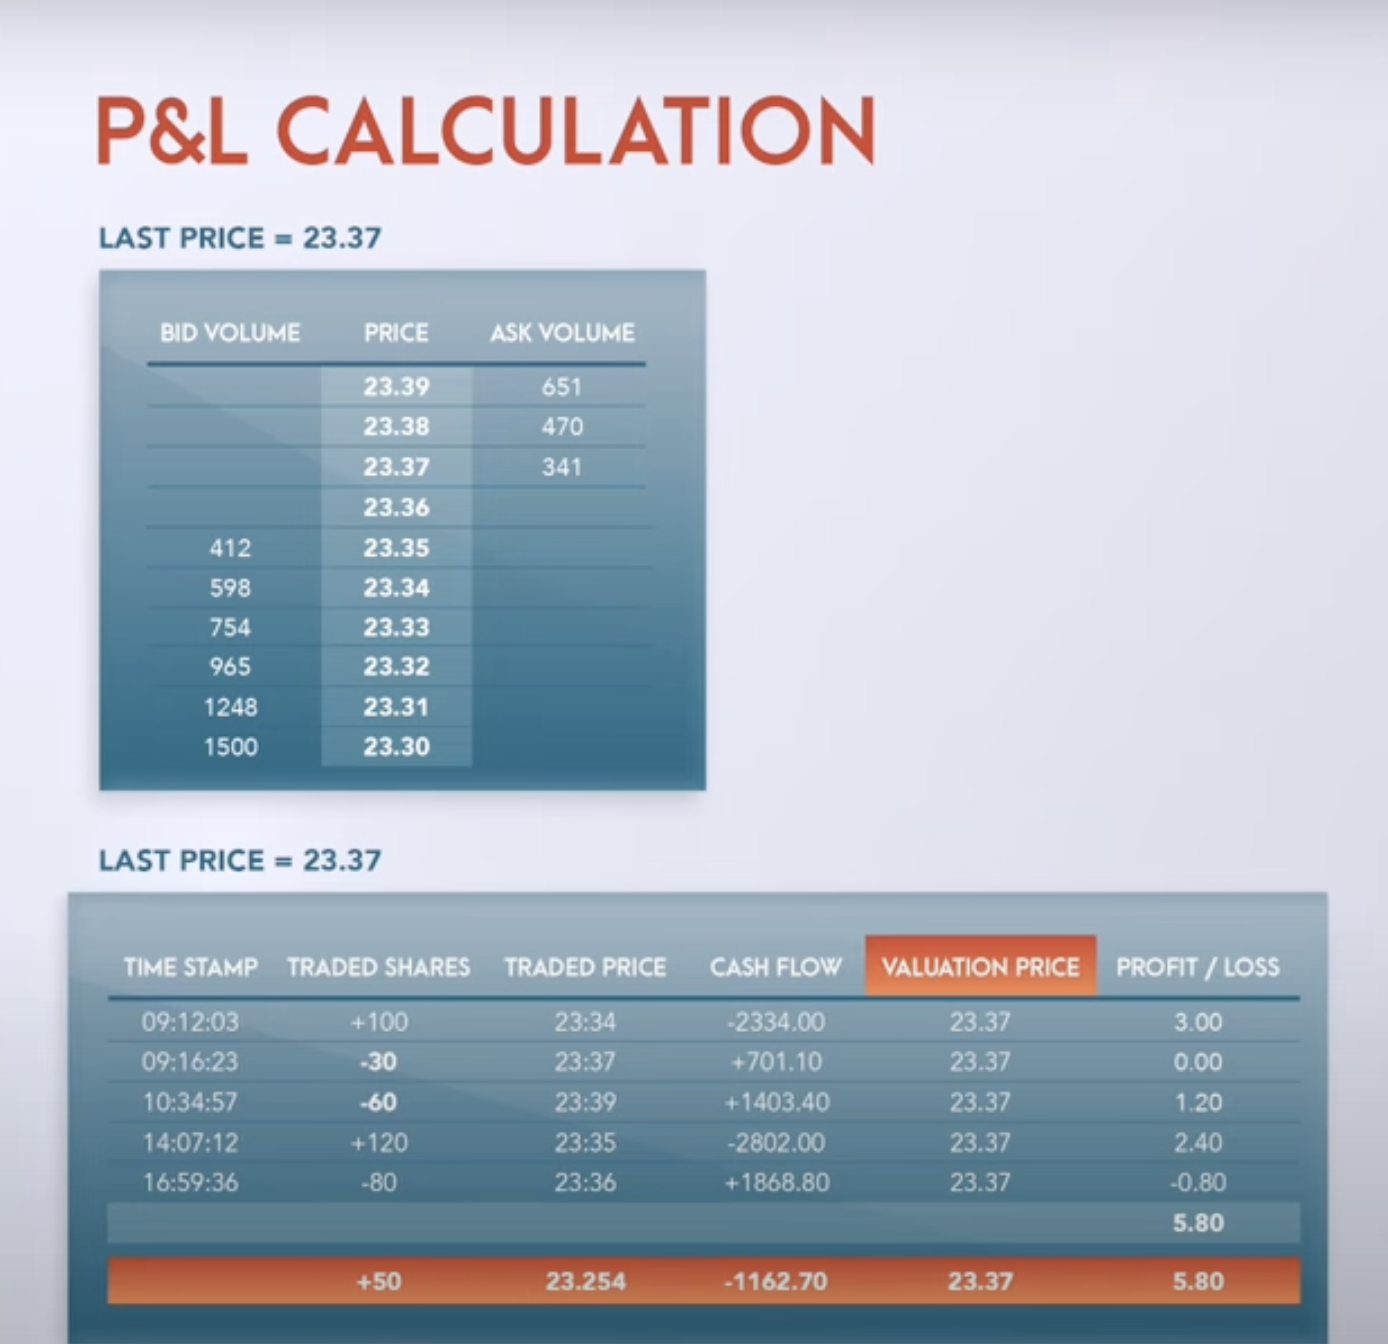 P&L CALCULATION
LAST PRICE = 23.37
BID VOLUME PRICE ASK VOLUME
23.39 651
23.38 470
23.37 341
23.36
412 23.35
598 23.34
754 23.33
965 23.32
1248 23.31
1500 23.30
LAST PRICE = 23.37
TIME STAMP TRADED SHARES TRADED PRICE CASH FLOW VALUATION PRICE PROFIT / LOSS
09:12:03 +100 23:34 -2334.00 23.37 3.00
09:16:23 -30 23:37 +701.10 23.37 0.00
10:34:57 -60 23:39 +1403.40 23.37 1.20
14:07:12 +120 23:35 -2802.00 23.37 2.40
16:59:36 -80 23:36 +1868.80 23.37 -0.80
5.80
+50 23.254 -1162.70 23.37 5.80